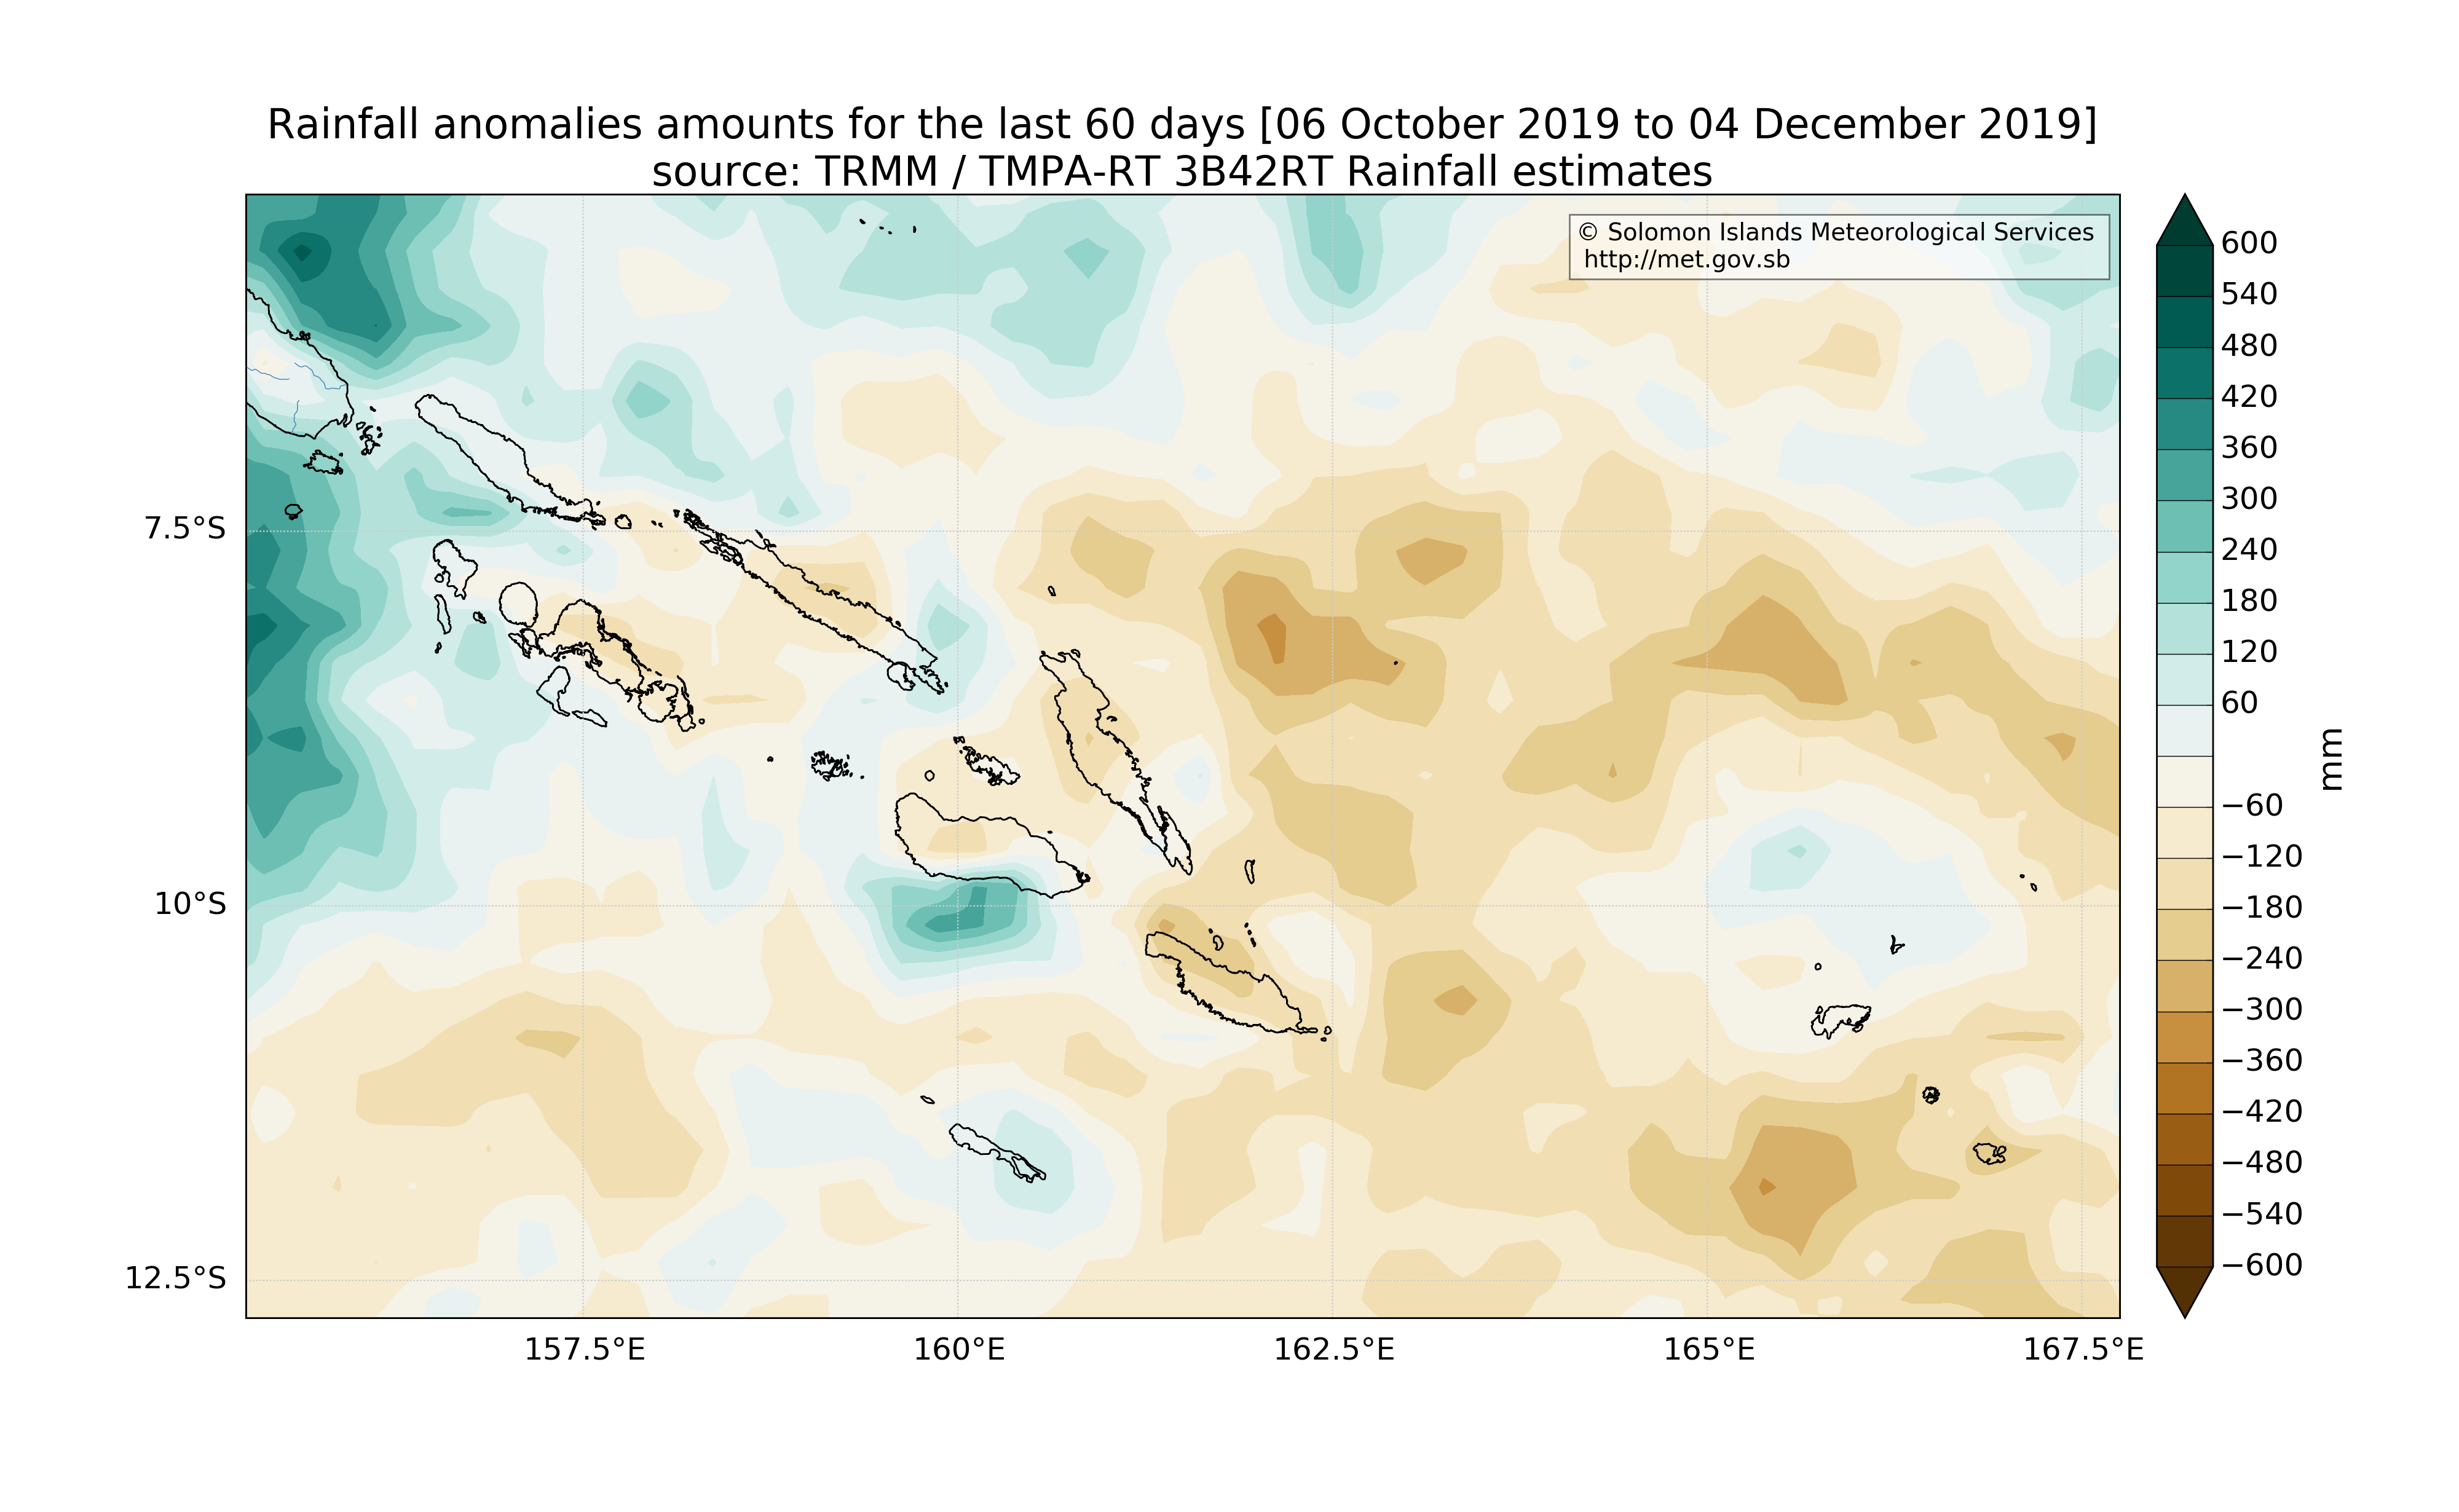 Rainfall anomalies amounts for the last 60 days [06 October 2019 to 04 December 2019]
source: TRMM / TMPA-RT 3B42RT Rainfall estimates
© Solomon Islands Meteorological Services
http://met.gov.sb
7.5°S
10°S
12.5°S
157.5°E
160°E
162.5°E
165°E
167.5°E
600
540
480
420
360
300
240
180
120
60
−60
−120
−180
−240
−300
−360
−420
−480
−540
−600
mm